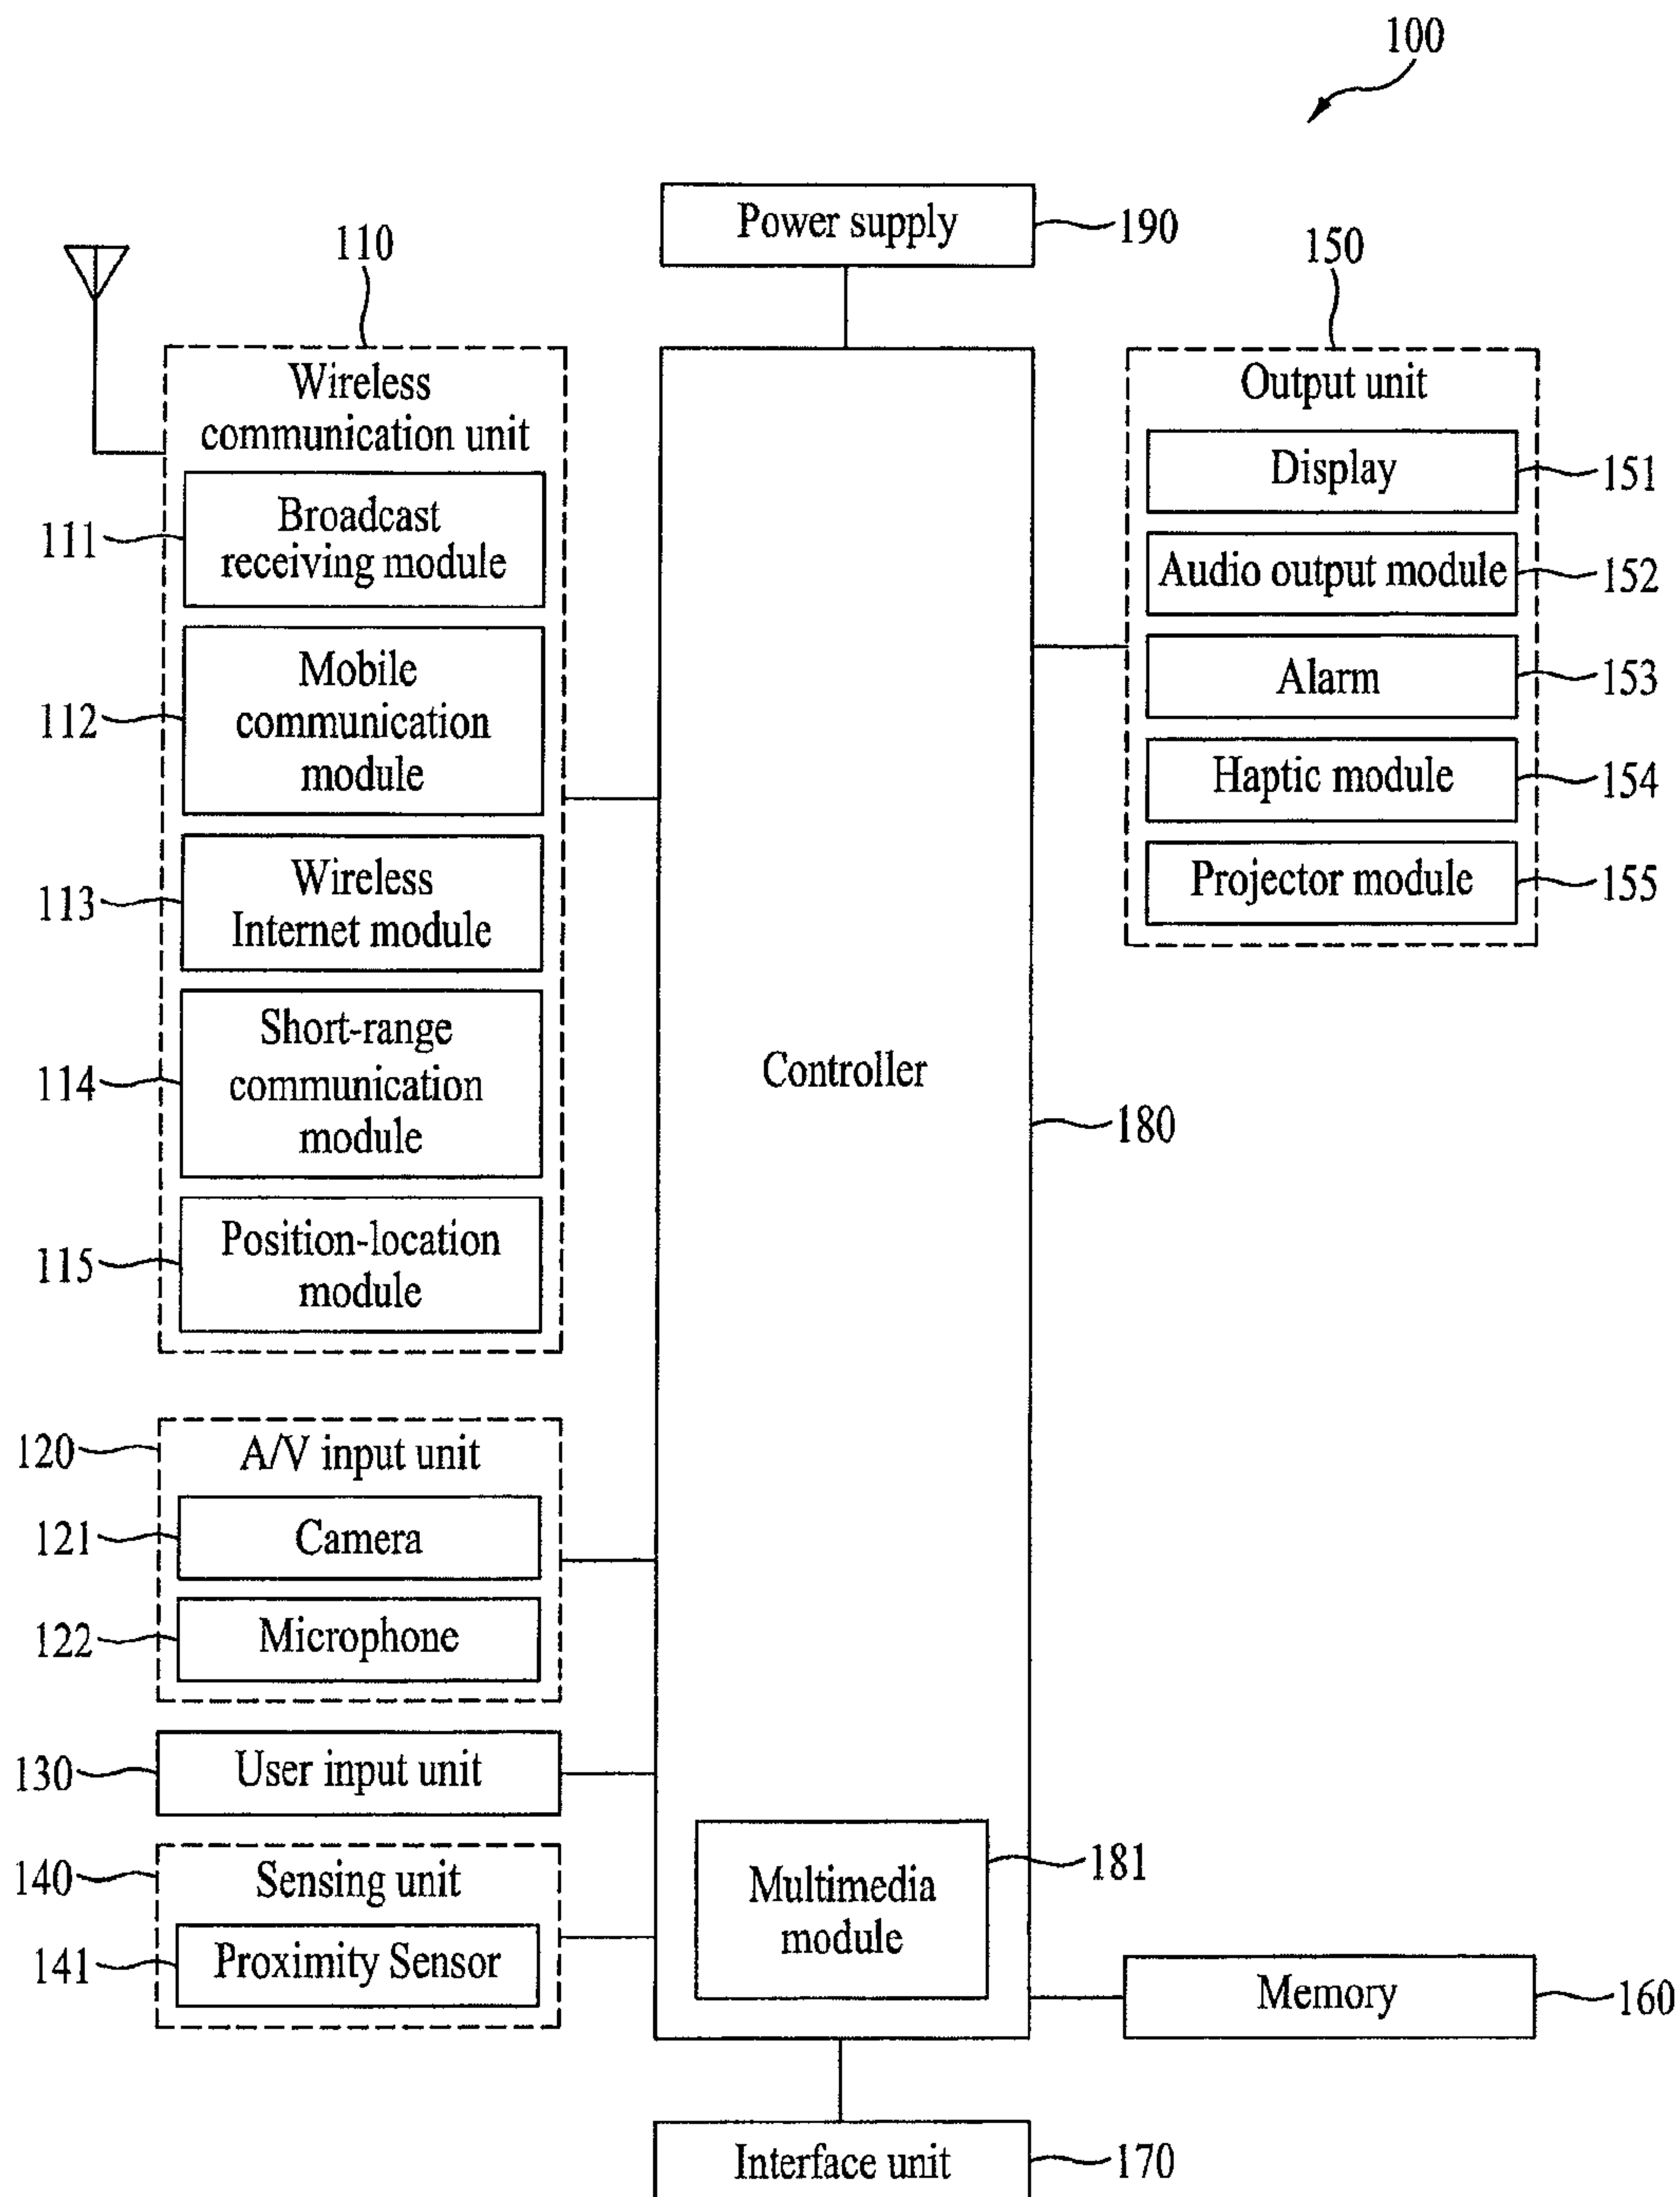 100
Power supply
190
110
Wireless
communication unit
111
Broadcast
receiving module
112
Mobile
communication
module
113
Wireless
Internet module
114
Short-range
communication
module
115
Position-location
module
120
A/V input unit
121
Camera
122
Microphone
130
User input unit
140
Sensing unit
141
Proximity Sensor
Controller
180
Multimedia
module
181
150
Output unit
Display
151
Audio output module
152
Alarm
153
Haptic module
154
Projector module
155
Memory
160
Interface unit
170